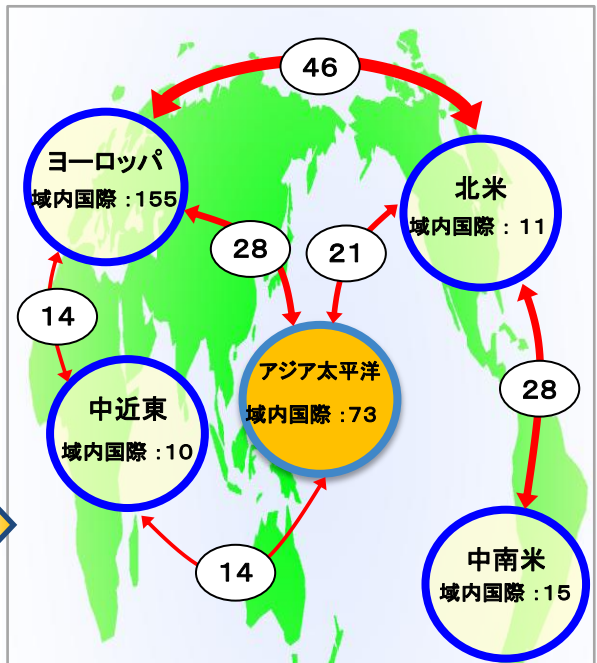 46
ヨーロッパ
域内国際：155
北米
域内国際： 11
28
21
14
アジア太平洋
域内国際：73
28
中近東
域内国際：10
14
中南米
域内国際：15